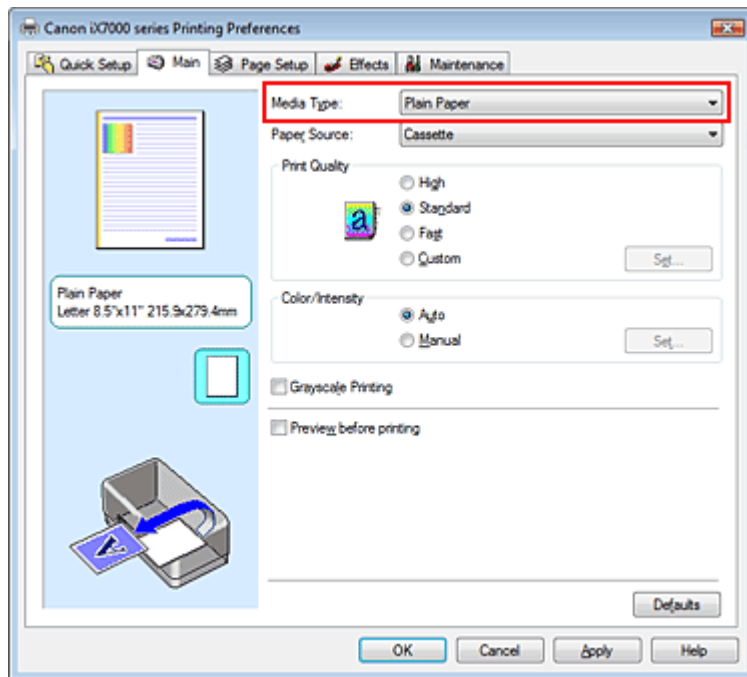 Canon iX7000 series Printing Preferences
Quick Setup Main Page Setup Effects Maintenance
Media Type: Plain Paper
Paper Source: Cassette
Print Quality
High
Standard
Fast
Custom Set...
Plain Paper
Letter 8.5"x11" 215.9x279.4mm
Color/Intensity
Auto
Manual Set...
Grayscale Printing
Preview before printing
Defaults
OK Cancel Apply Help